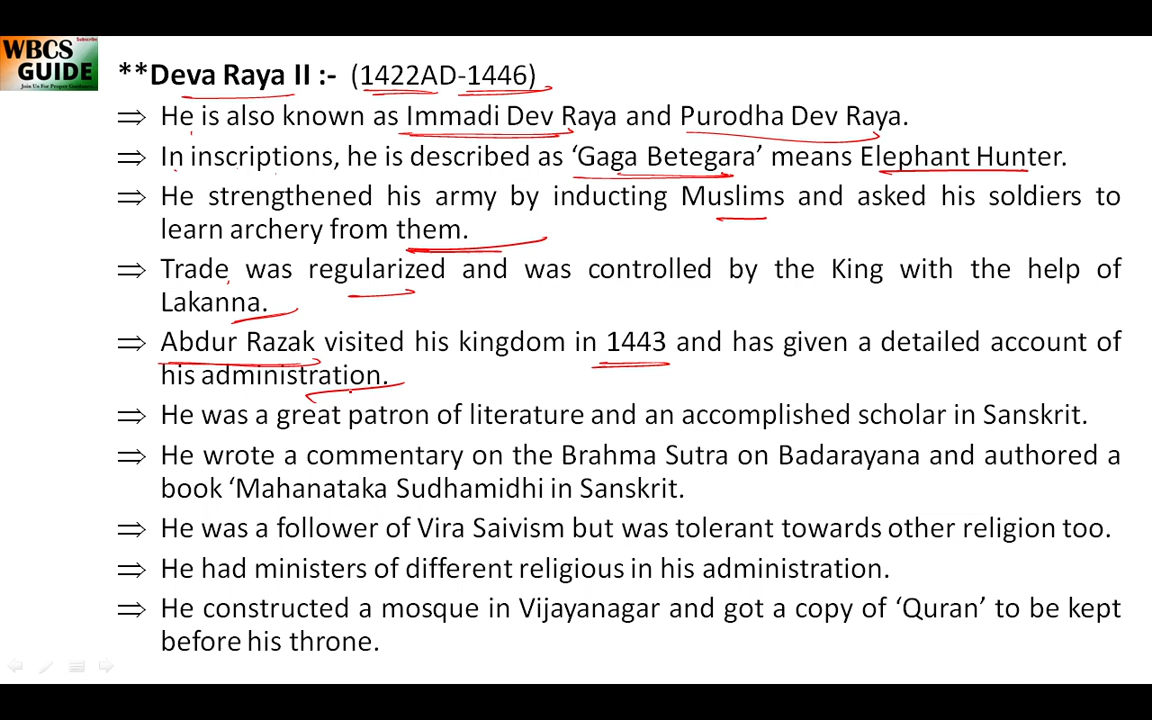 Subscribe
WBCS
GUIDE
Join Us For Proper Guidance
**Deva Raya II :- (1422AD-1446)
⇒ He is also known as Immadi Dev Raya and Purodha Dev Raya.
⇒ In inscriptions, he is described as ‘Gaga Betegara’ means Elephant Hunter.
⇒ He strengthened his army by inducting Muslims and asked his soldiers to
learn archery from them.
⇒ Trade was regularized and was controlled by the King with the help of
Lakanna.
⇒ Abdur Razak visited his kingdom in 1443 and has given a detailed account of
his administration.
⇒ He was a great patron of literature and an accomplished scholar in Sanskrit.
⇒ He wrote a commentary on the Brahma Sutra on Badarayana and authored a
book ‘Mahanataka Sudhamidhi in Sanskrit.
⇒ He was a follower of Vira Saivism but was tolerant towards other religion too.
⇒ He had ministers of different religious in his administration.
⇒ He constructed a mosque in Vijayanagar and got a copy of ‘Quran’ to be kept
before his throne.